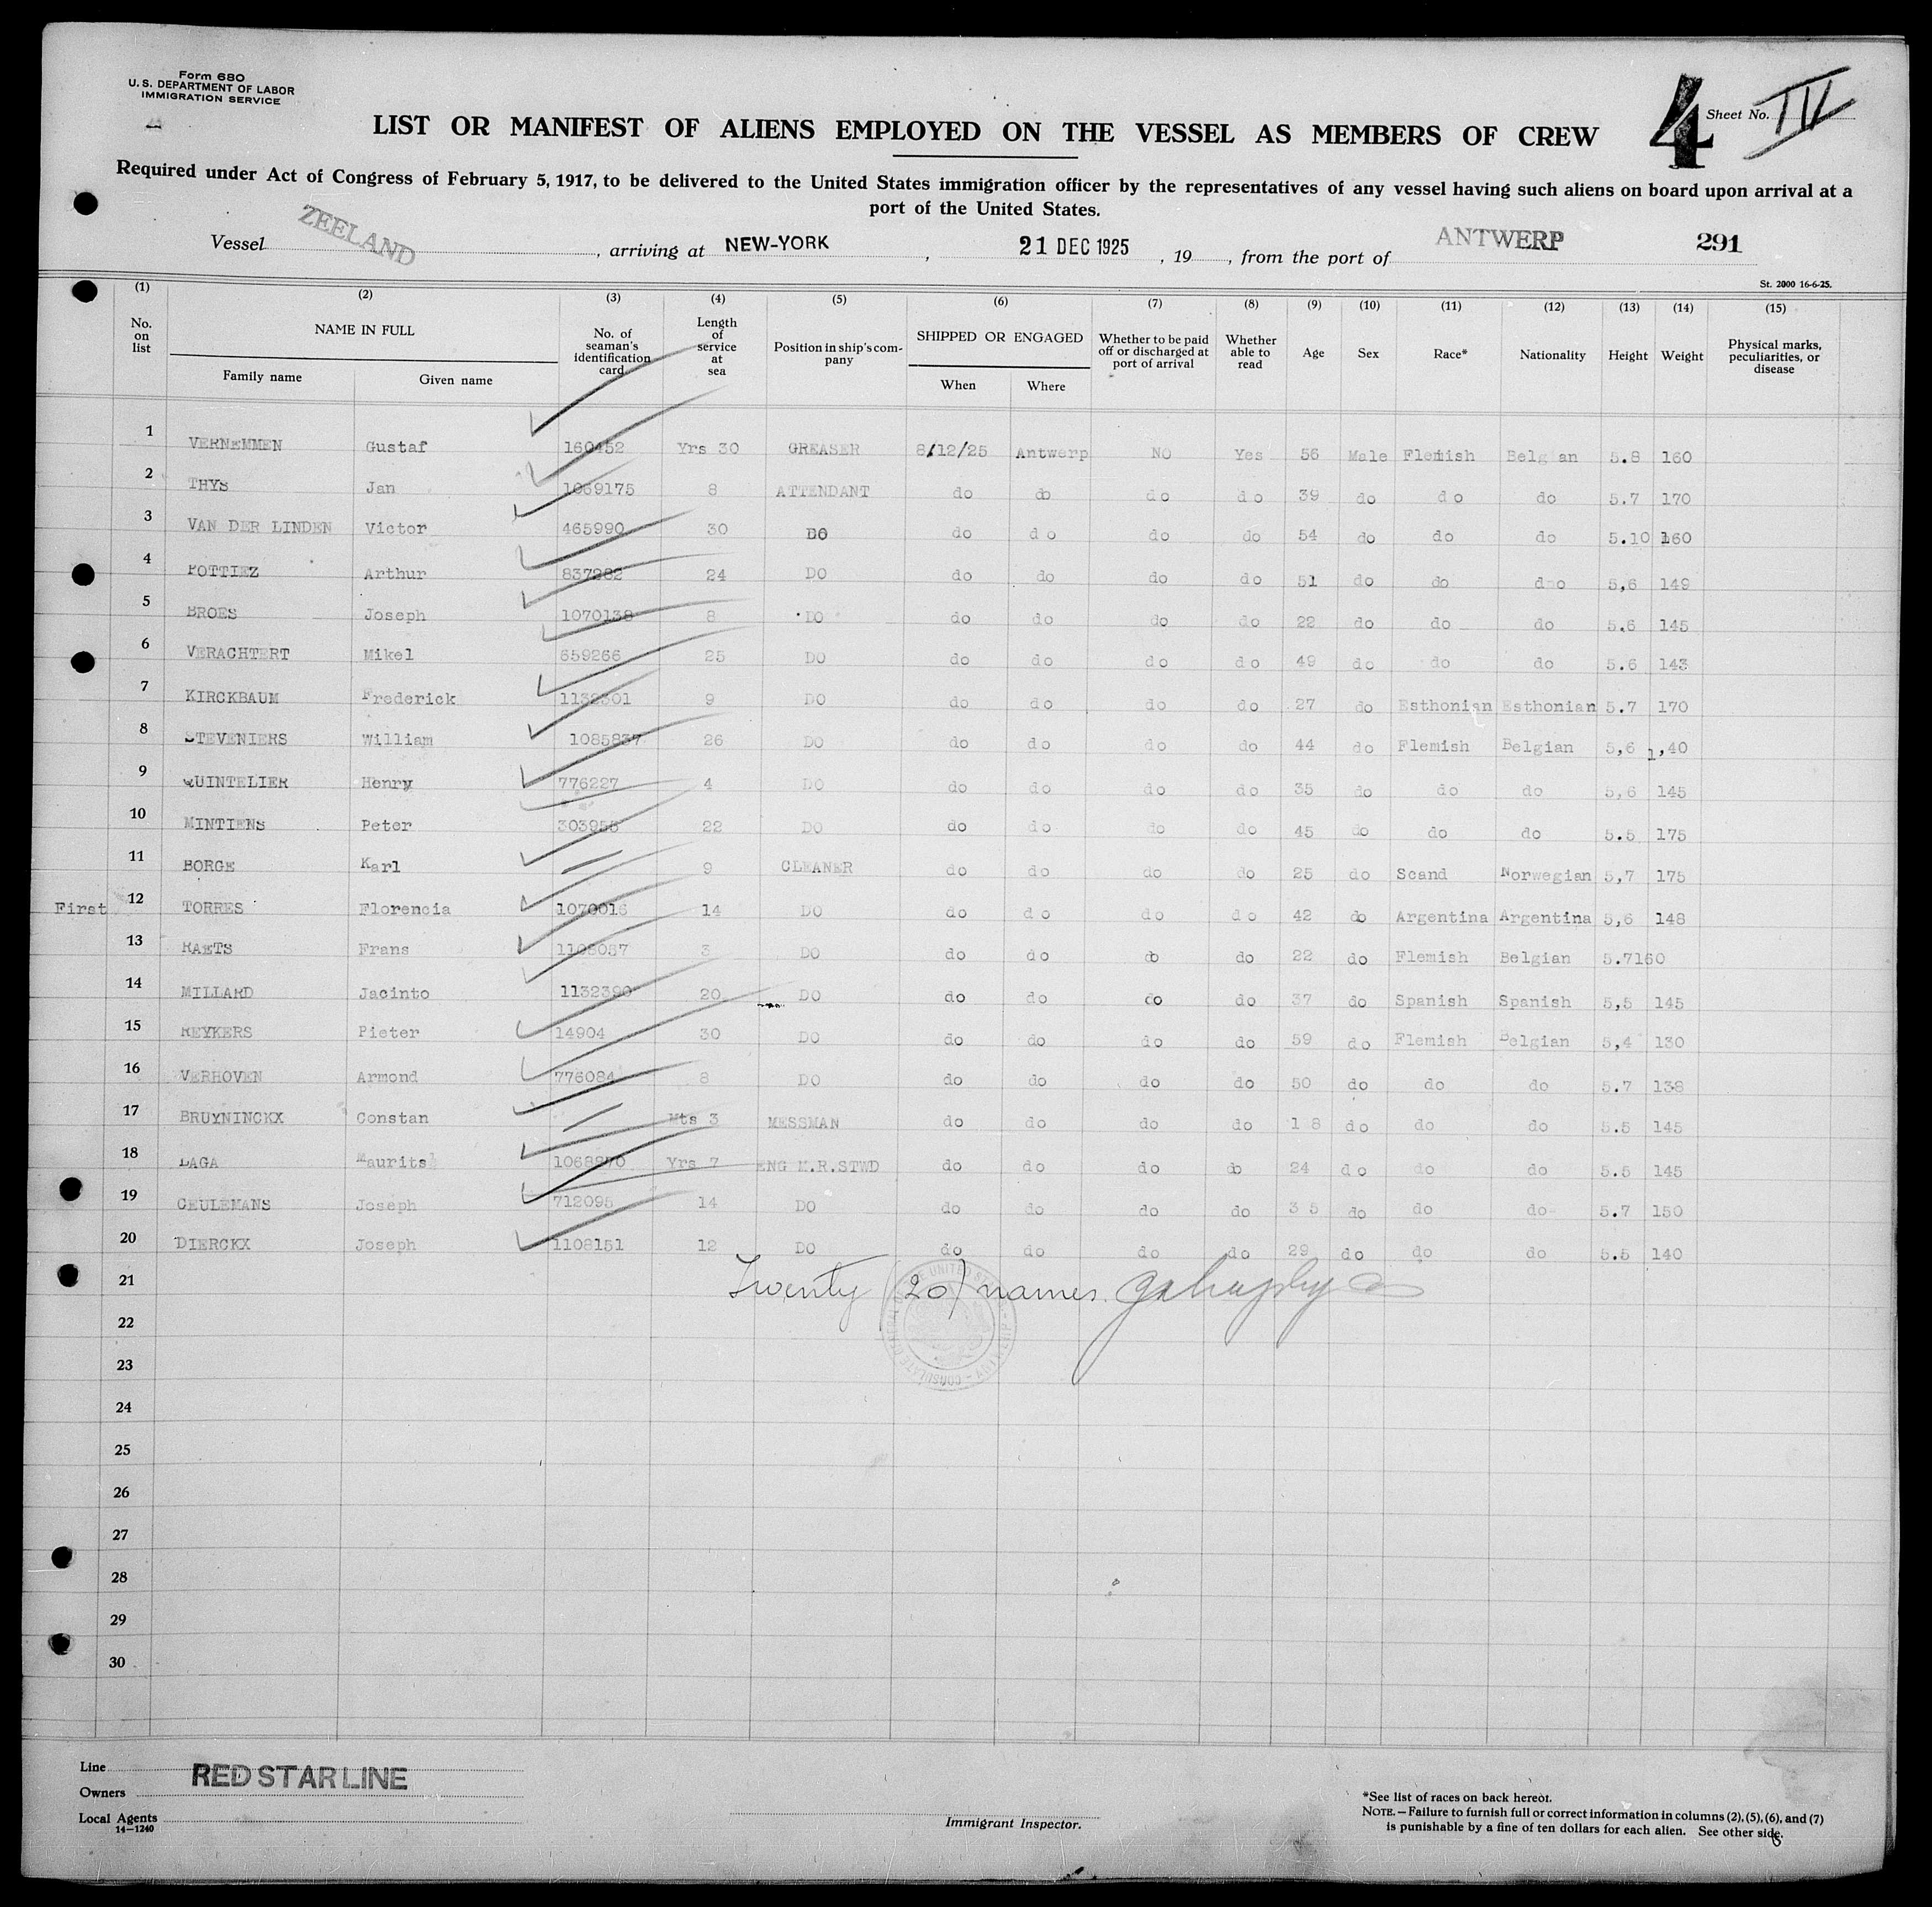 Form 680
U. S. DEPARTMENT OF LABOR
IMMIGRATION SERVICE
4 Sheet No. IV
LIST OR MANIFEST OF ALIENS EMPLOYED ON THE VESSEL AS MEMBERS OF CREW
Required under Act of Congress of February 5, 1917, to be delivered to the United States immigration officer by the representatives of any vessel having such aliens on board upon arrival at a
port of the United States.
Vessel ZEELAND, arriving at NEW-YORK, 21 DEC 1925, 19, from the port of ANTWERP 291
St. 2000 16-6-25.
(1) (2) (3) (4) (5) (6) (7) (8) (9) (10) (11) (12) (13) (14) (15)
No. on list NAME IN FULL No. of seaman's identification card Length of service at sea Position in ship's company SHIPPED OR ENGAGED Whether to be paid off or discharged at port of arrival Whether able to read Age Sex Race* Nationality Height Weight Physical marks, peculiarities, or disease
Family name Given name When Where
1 VERNEMMEN Gustaf 160452 Yrs 30 GREASER 8/12/25 Antwerp NO Yes 56 Male Flemish Belg an 5.8 160
2 THYS Jan 1069175 8 ATTENDANT do do do do 39 do do do 5.7 170
3 VAN DER LINDEN Victor 465990 30 DO do do do do 54 do do do 5.10 160
4 POTTIEZ Arthur 837282 24 DO do do do do 51 do do do 5,6 149
5 BROES Joseph 1070138 8 DO do do do do 22 do do do 5.6 145
6 VERACHTERT Mikel 659266 25 DO do do do do 49 do do do 5.6 143
7 KIRCKBAUM Frederick 1132301 9 DO do do do do 27 do Esthonian Esthonian 5.7 170
8 STEVENIERS William 1085837 26 DO do do do do 44 do Flemish Belgian 5,6 1,40
9 QUINTELIER Henry 776227 4 DO do do do do 35 do do do 5,6 145
10 MINTIENS Peter 303955 22 DO do do do do 45 do do do 5.5 175
11 BORGE Karl 9 CLEANER do do do do 25 do Scand Norwegian 5,7 175
First 12 TORRES Florencia 1070016 14 DO do do do do 42 do Argentina Argentina 5,6 148
13 RAETS Frans 1108057 3 DO do do do do 22 do Flemish Belgian 5.7160
14 MILLARD Jacinto 1132390 20 DO do do do do 37 do Spanish Spanish 5,5 145
15 REYKERS Pieter 14904 30 DO do do do do 59 do Flemish Belgian 5,4 130
16 VERHOVEN Armond 776084 8 DO do do do do 50 do do do 5.7 138
17 BRUYNINCKX Constan Mts 3 MESSMAN do do do do 1 8 do do do 5.5 145
18 DAGA Maurits 1068270 Yrs 7 ENG M.R.STWD do do do do 24 do do do 5.5 145
19 CEULEMANS Joseph 712095 14 DO do do do do 3 5 do do do 5.7 150
20 DIERCKX Joseph 1108151 12 DO do do do do 29 do do do 5.5 140
21 Twenty (20) names
22
23
24
25
26
27
28
29
30
Line RED STAR LINE
Owners
Local Agents
14—1240
Immigrant Inspector.
*See list of races on back hereof.
NOTE.—Failure to furnish full or correct information in columns (2), (5), (6), and (7)
is punishable by a fine of ten dollars for each alien. See other side.